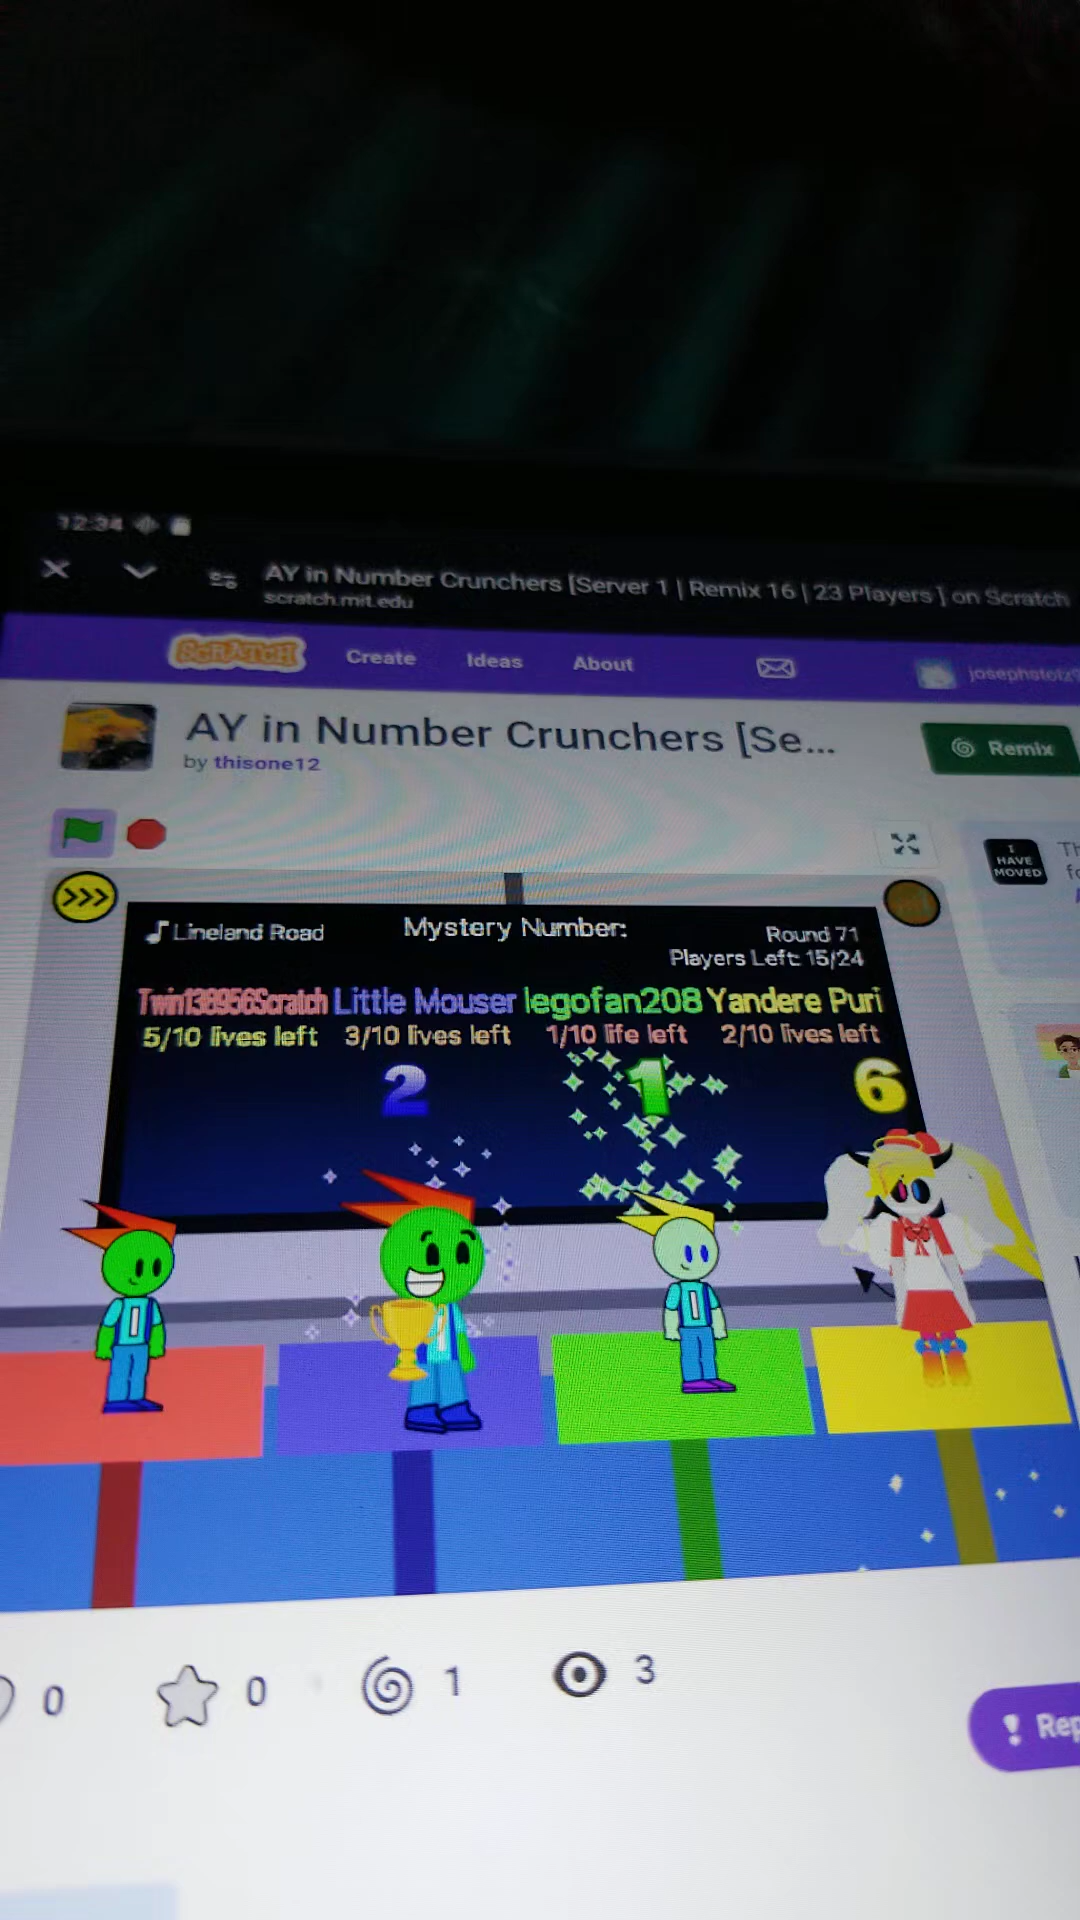 12:34
AY in Number Crunchers [Server 1 | Remix 16 | 23 Players ] on Scratch
scratch.mit.edu
SCRATCH Create Ideas About
AY in Number Crunchers [Se...
by thisone12
Remix
I HAVE MOVED
Lineland Road
Mystery Number:
Round 71
Players Left: 15/24
Twin138956Scratch Little Mouser legofan208 Yandere Puri
5/10 lives left 3/10 lives left 1/10 life left 2/10 lives left
2 1 6
0 0 1 3